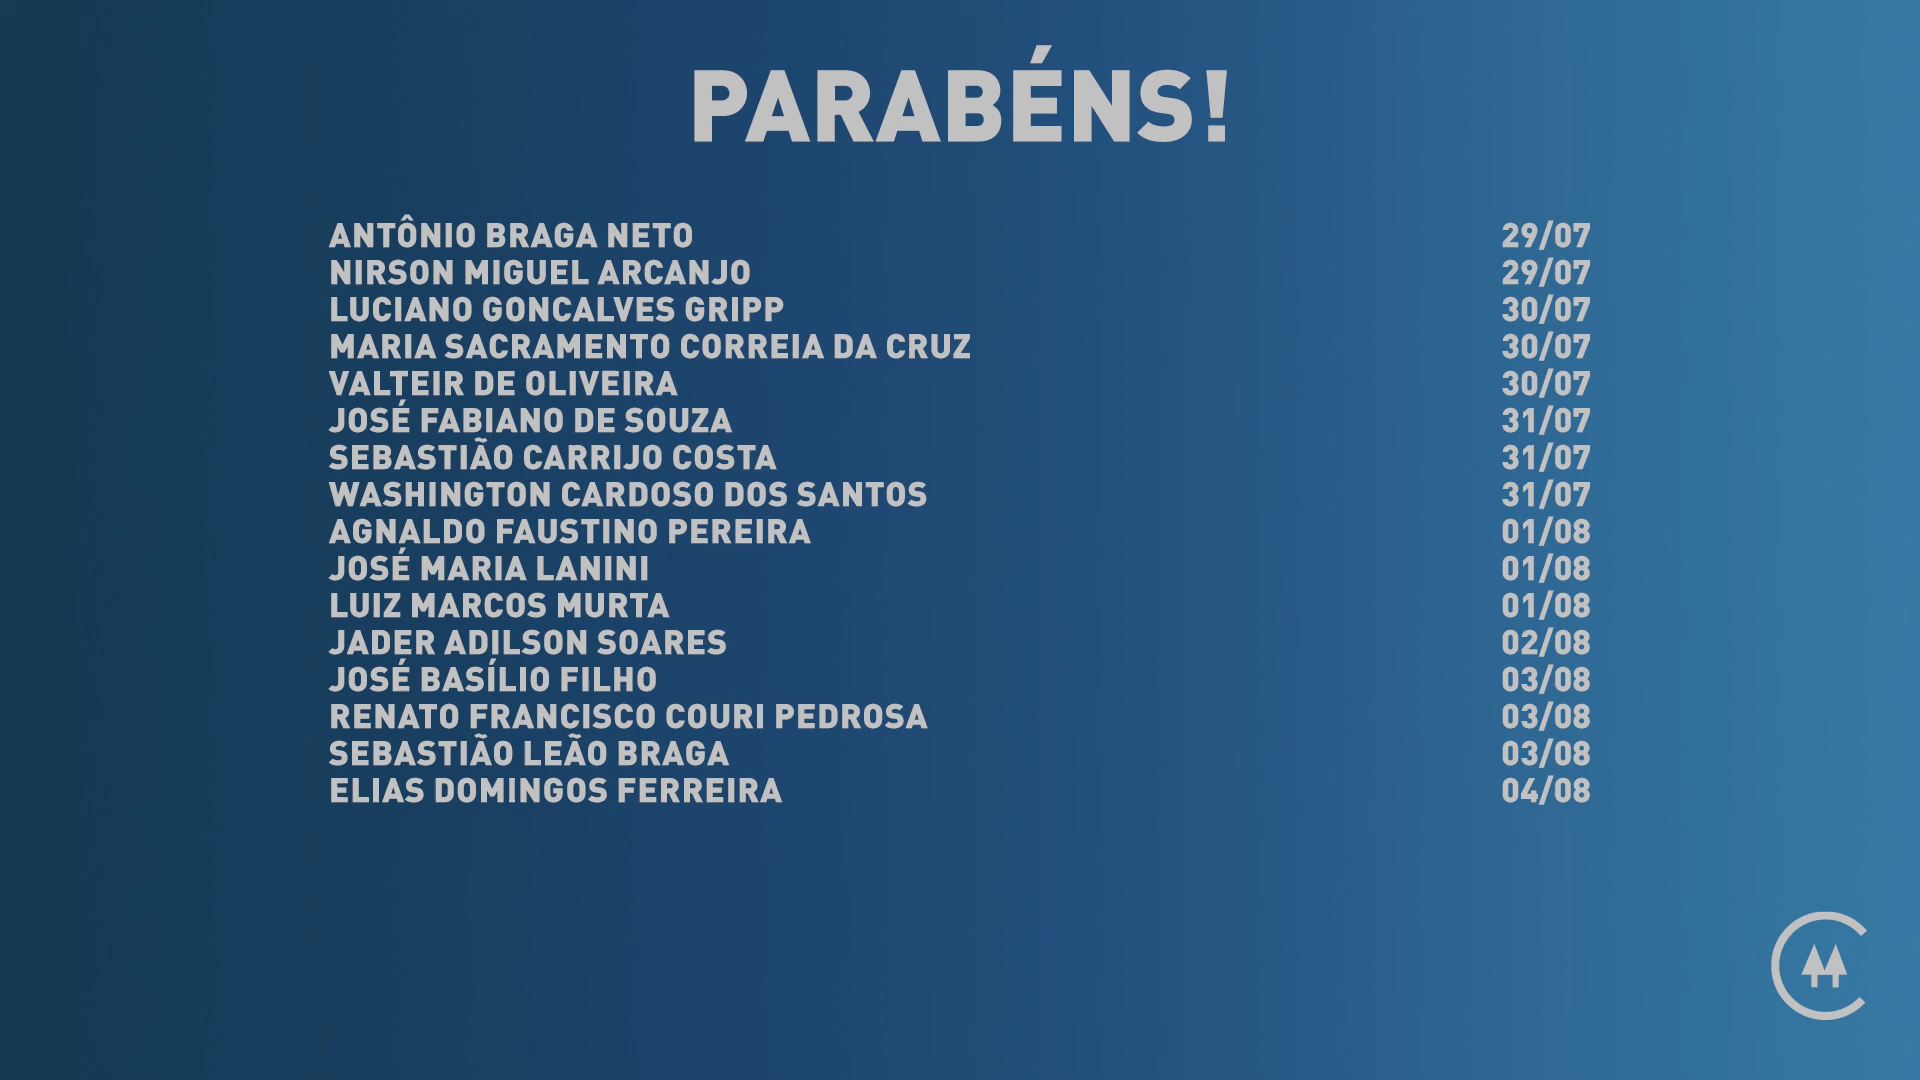 PARABÉNS!
ANTÔNIO BRAGA NETO 29/07
NIRSON MIGUEL ARCANJO 29/07
LUCIANO GONCALVES GRIPP 30/07
MARIA SACRAMENTO CORREIA DA CRUZ 30/07
VALTEIR DE OLIVEIRA 30/07
JOSÉ FABIANO DE SOUZA 31/07
SEBASTIÃO CARRIJO COSTA 31/07
WASHINGTON CARDOSO DOS SANTOS 31/07
AGNALDO FAUSTINO PEREIRA 01/08
JOSÉ MARIA LANINI 01/08
LUIZ MARCOS MURTA 01/08
JADER ADILSON SOARES 02/08
JOSÉ BASÍLIO FILHO 03/08
RENATO FRANCISCO COURI PEDROSA 03/08
SEBASTIÃO LEÃO BRAGA 03/08
ELIAS DOMINGOS FERREIRA 04/08